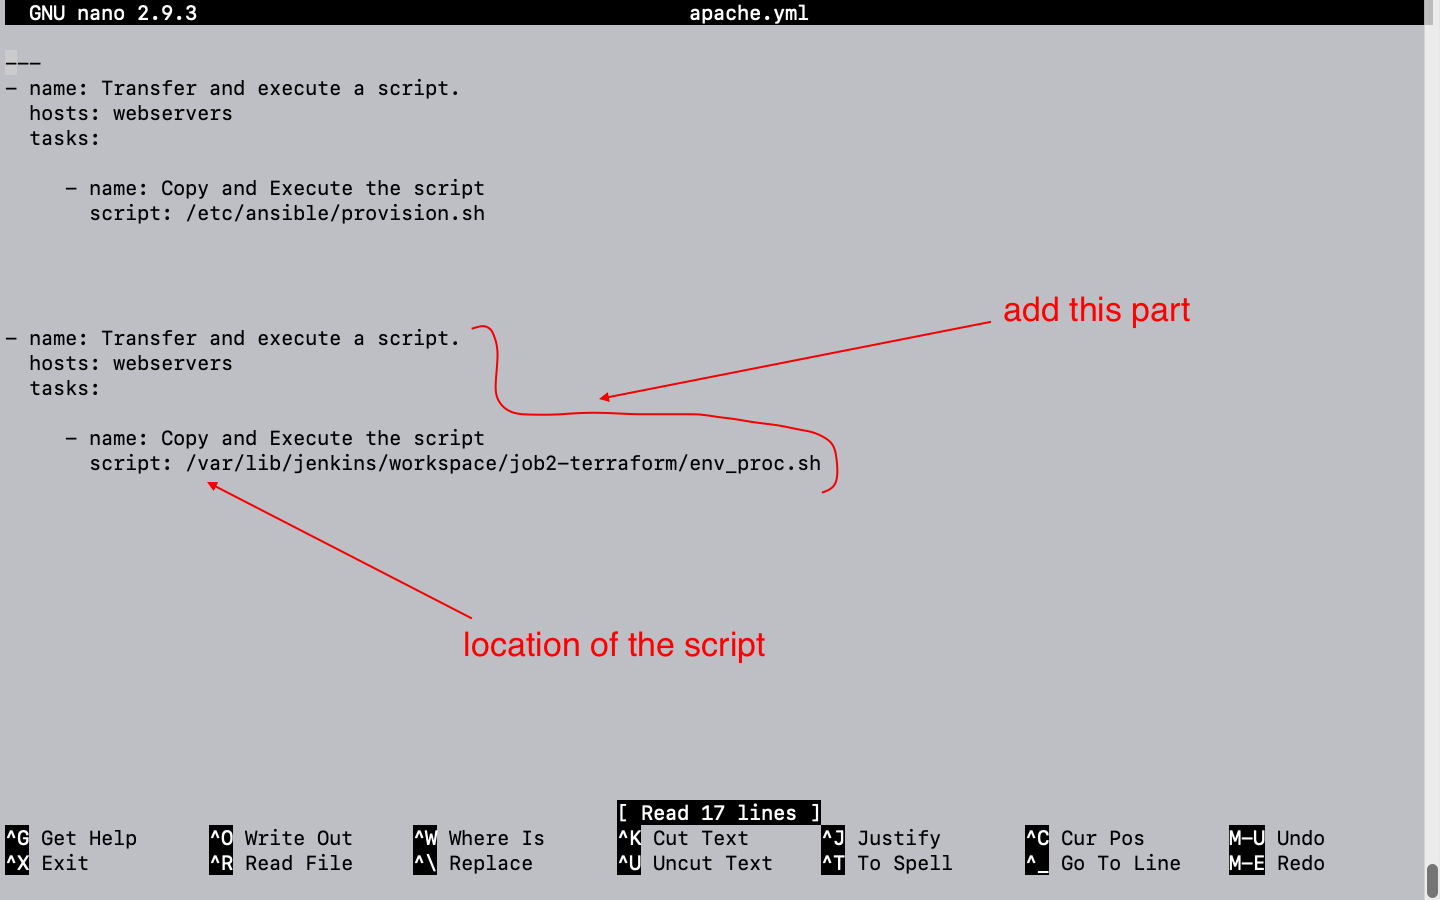 GNU nano 2.9.3 apache.yml
---
- name: Transfer and execute a script.
hosts: webservers
tasks:
- name: Copy and Execute the script
script: /etc/ansible/provision.sh
add this part
- name: Transfer and execute a script.
hosts: webservers
tasks:
- name: Copy and Execute the script
script: /var/lib/jenkins/workspace/job2-terraform/env_proc.sh
location of the script
[ Read 17 lines ]
^G Get Help ^O Write Out ^W Where Is ^K Cut Text ^J Justify ^C Cur Pos M-U Undo
^X Exit ^R Read File ^\ Replace ^U Uncut Text ^T To Spell ^_ Go To Line M-E Redo